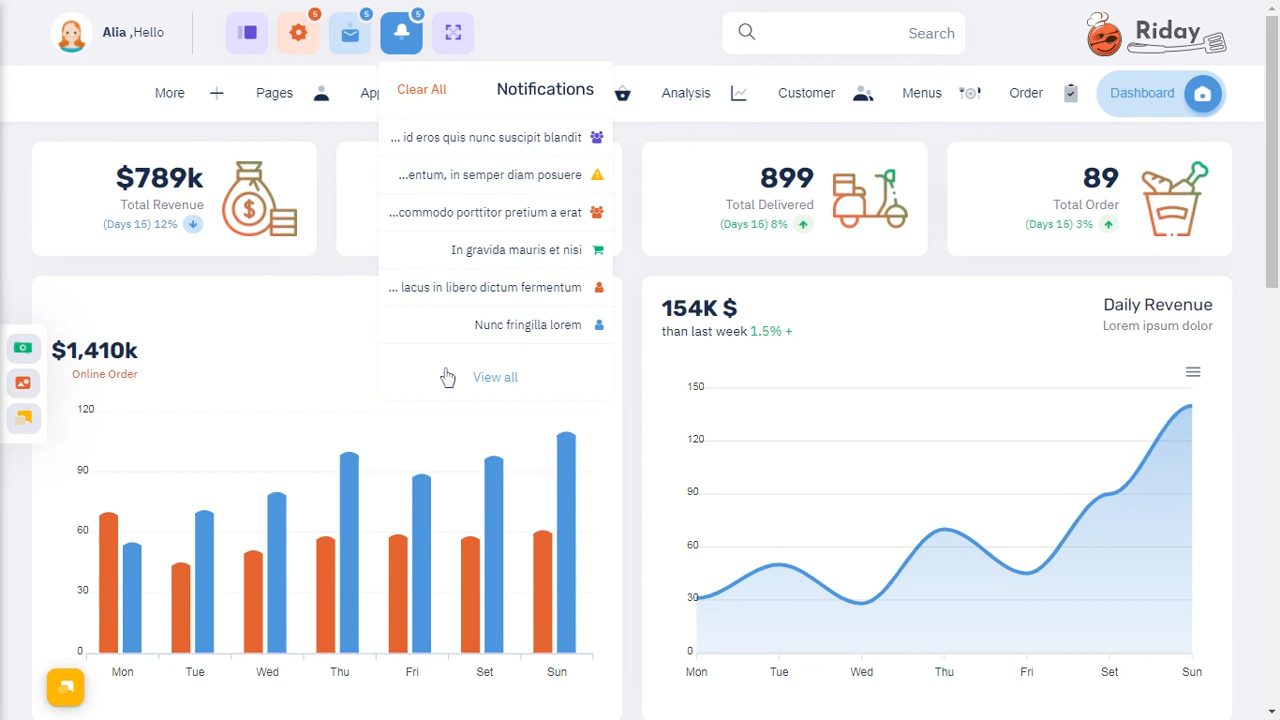 Alia ,Hello
5
5
5
Search
Riday
More
Pages
App
Analysis
Customer
Menus
Order
Dashboard
Clear All
Notifications
... id eros quis nunc suscipit blandit
...entum, in semper diam posuere
...commodo porttitor pretium a erat
In gravida mauris et nisi
... lacus in libero dictum fermentum
Nunc fringilla lorem
View all
$789k
Total Revenue
(Days 15) 12%
899
Total Delivered
(Days 15) 8%
89
Total Order
(Days 15) 3%
$1,410k
Online Order
120
90
60
30
0
Mon
Tue
Wed
Thu
Fri
Set
Sun
154K $
than last week 1.5% +
Daily Revenue
Lorem ipsum dolor
150
120
90
60
30
0
Mon
Tue
Wed
Thu
Fri
Set
Sun